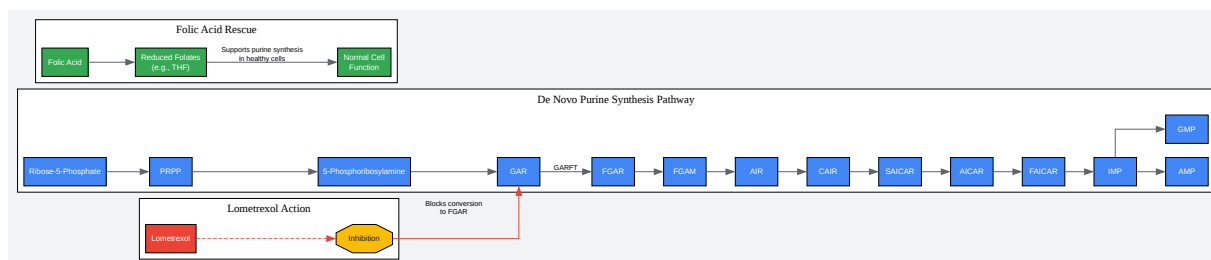 Folic Acid Rescue
Folic Acid
Reduced Folates
(e.g., THF)
Supports purine synthesis
in healthy cells
Normal Cell
Function
De Novo Purine Synthesis Pathway
GMP
Ribose-5-Phosphate
PRPP
5-Phosphoribosylamine
GAR
GARFT
FGAR
FGAM
AIR
CAIR
SAICAR
AICAR
FAICAR
IMP
AMP
Lometrexol Action
Lometrexol
Inhibition
Blocks conversion
to FGAR